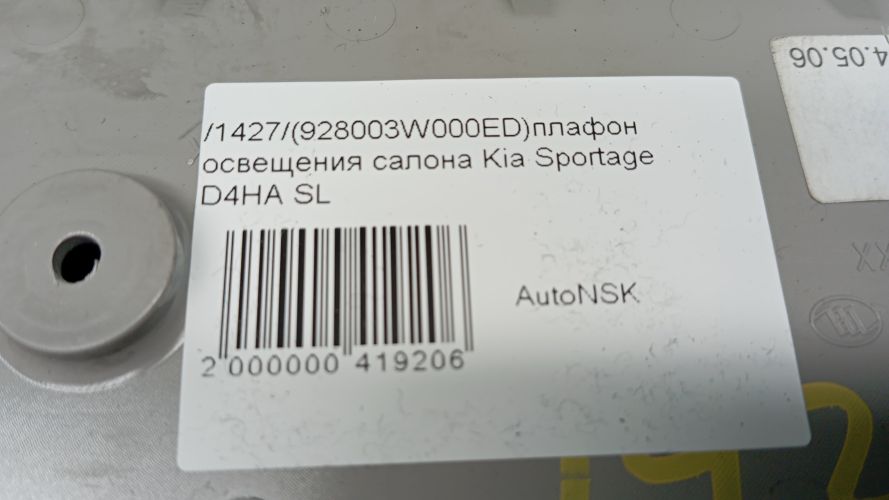 /1427/(928003W000ED)плафон
освещения салона Kia Sportage
D4HA SL
AutoNSK
2 000000 419206
4.05.06